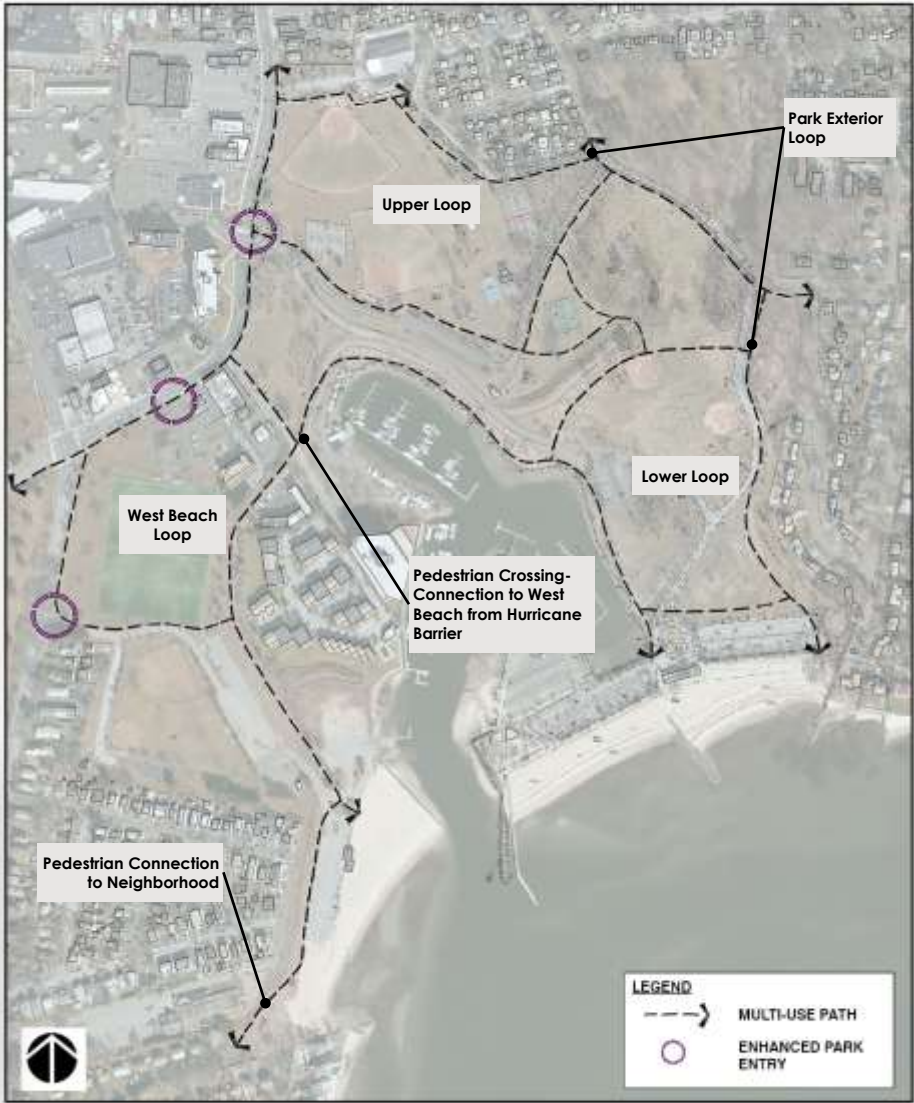 Park Exterior
Loop
Upper Loop
Lower Loop
West Beach
Loop
Pedestrian Crossing-
Connection to West
Beach from Hurricane
Barrier
Pedestrian Connection
to Neighborhood
LEGEND
MULTI-USE PATH
ENHANCED PARK
ENTRY